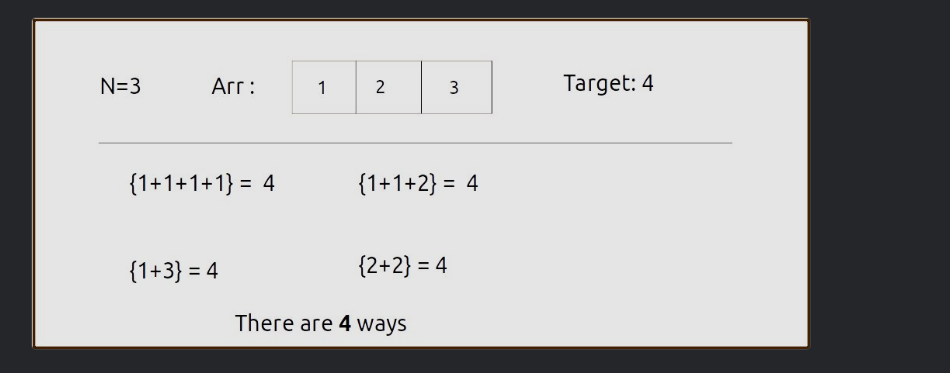 N=3 Arr : 1 2 3 Target: 4
{1+1+1+1} = 4 {1+1+2} = 4
{1+3} = 4 {2+2} = 4
There are 4 ways